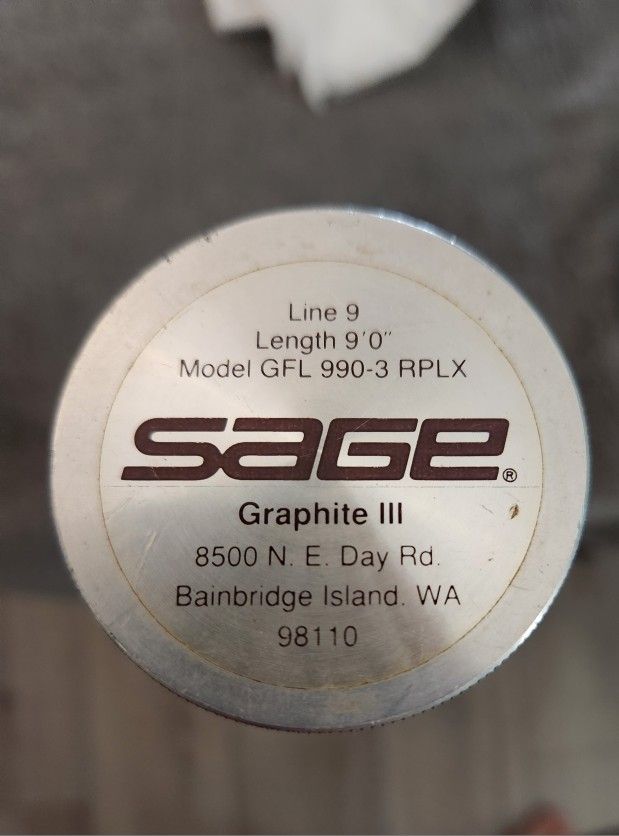 Line 9
Length 9'0"
Model GFL 990-3 RPLX
SAGE®
Graphite III
8500 N. E. Day Rd.
Bainbridge Island. WA
98110